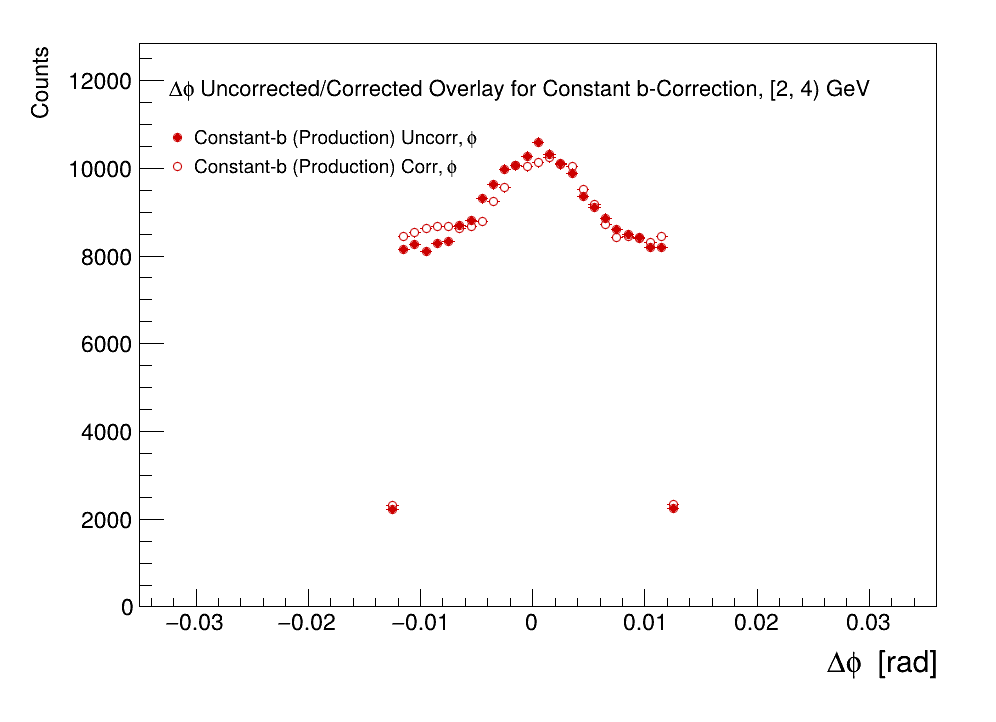 Counts
12000
Δϕ Uncorrected/Corrected Overlay for Constant b-Correction, [2, 4) GeV
Constant-b (Production) Uncorr, ϕ
10000
Constant-b (Production) Corr, ϕ
8000
6000
4000
2000
0
−0.03 −0.02 −0.01 0 0.01 0.02 0.03
Δϕ [rad]